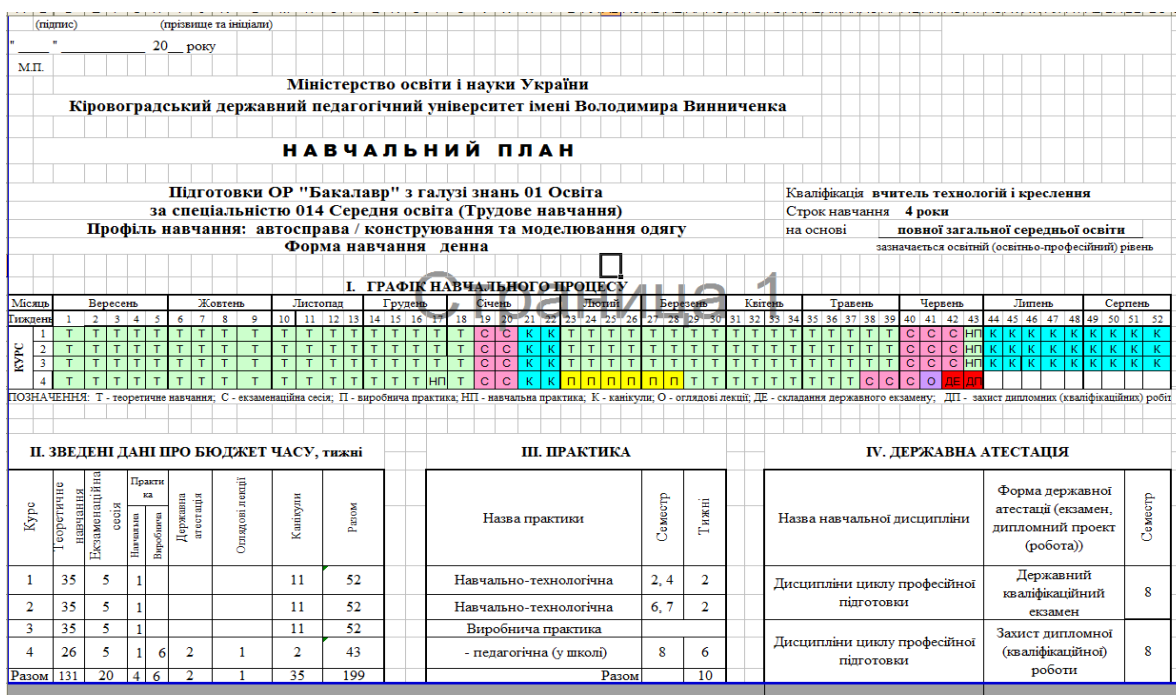 (підпис) (прізвище та ініціали)
" ____ " ____________ 20__ року
М.П.
Міністерство освіти і науки України
Кіровоградський державний педагогічний університет імені Володимира Винниченка
НАВЧАЛЬНИЙ ПЛАН
Підготовки ОР "Бакалавр" з галузі знань 01 Освіта
за спеціальністю 014 Середня освіта (Трудове навчання)
Профіль навчання: автосправа / конструювання та моделювання одягу
Форма навчання денна
Кваліфікація вчитель технологій і креслення
Строк навчання 4 роки
на основі повної загальної середньої освіти
зазначається освітній (освітньо-професійний) рівень
Страница 1
І. ГРАФІК НАВЧАЛЬНОГО ПРОЦЕСУ
Місяць Вересень Жовтень Листопад Грудень Січень Лютий Березень Квітень Травень Червень Липень Серпень
Тиждень 1 2 3 4 5 6 7 8 9 10 11 12 13 14 15 16 17 18 19 20 21 22 23 24 25 26 27 28 29 30 31 32 33 34 35 36 37 38 39 40 41 42 43 44 45 46 47 48 49 50 51 52
КУРС
1 Т Т Т Т Т Т Т Т Т Т Т Т Т Т Т Т Т Т С С К К Т Т Т Т Т Т Т Т Т Т Т Т Т Т Т Т Т С С С НП К К К К К К К К К
2 Т Т Т Т Т Т Т Т Т Т Т Т Т Т Т Т Т Т С С К К Т Т Т Т Т Т Т Т Т Т Т Т Т Т Т Т Т С С С НП К К К К К К К К К
3 Т Т Т Т Т Т Т Т Т Т Т Т Т Т Т Т Т Т С С К К Т Т Т Т Т Т Т Т Т Т Т Т Т Т Т Т Т С С С НП К К К К К К К К К
4 Т Т Т Т Т Т Т Т Т Т Т Т Т Т Т Т НП Т С С К К П П П П П П Т Т Т Т Т Т Т Т Т С С С О ДЕ ДП
ПОЗНАЧЕННЯ: Т - теоретичне навчання; С - екзаменаційна сесія; П - виробнича практика; НП - навчальна практика; К - канікули; О - оглядові лекції; ДЕ - складання державного екзамену; ДП - захист дипломних (кваліфікаційних) робіт
ІІ. ЗВЕДЕНІ ДАНІ ПРО БЮДЖЕТ ЧАСУ, тижні
Курс
Теоретичне навчання
Екзаменаційна сесія
Практика
Навчальна
Виробнича
Державна атестація
Оглядові лекції
Канікули
Разом
1 35 5 1 11 52
2 35 5 1 11 52
3 35 5 1 11 52
4 26 5 1 6 2 1 2 43
Разом 131 20 4 6 2 1 35 199
ІІІ. ПРАКТИКА
Назва практики Семестр Тижні
Навчально-технологічна 2, 4 2
Навчально-технологічна 6, 7 2
Виробнича практика
- педагогічна (у школі) 8 6
Разом 10
IV. ДЕРЖАВНА АТЕСТАЦІЯ
Назва навчальної дисципліни
Форма державної
атестації (екзамен,
дипломний проект
(робота))
Семестр
Дисципліни циклу професійної
підготовки
Державний
кваліфікаційний
екзамен
8
Дисципліни циклу професійної
підготовки
Захист дипломної
(кваліфікаційної)
роботи
8